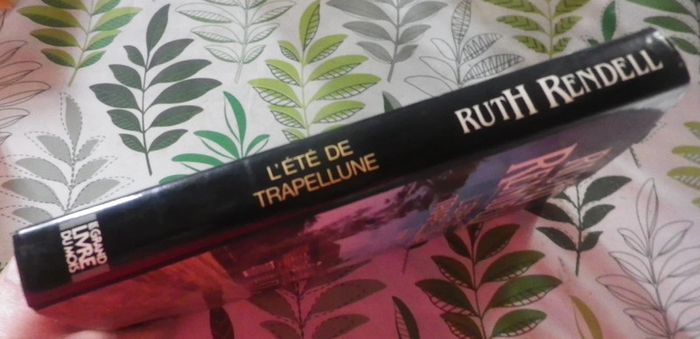 RUTH RENDELL
L'ÉTÉ DE
TRAPELLUNE
LE GRAND
LIVRE
DU MOIS